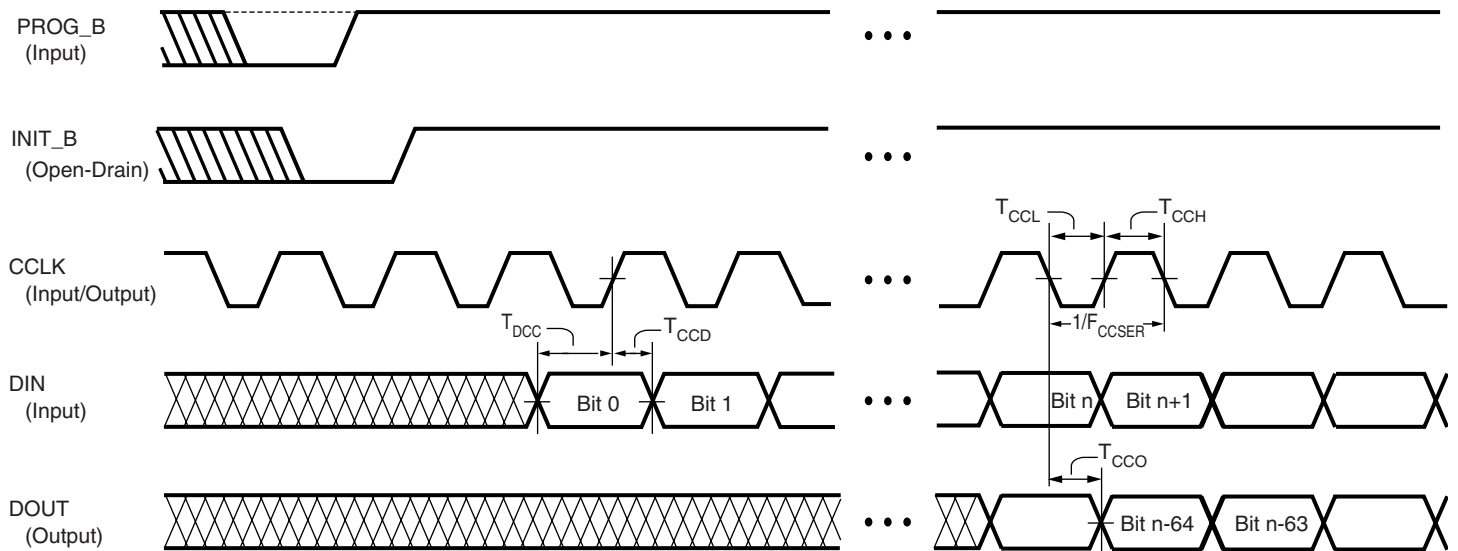 PROG_B
(Input)
INIT_B
(Open-Drain)
T_CCL
T_CCH
CCLK
(Input/Output)
1/F_CCSER
T_DCC
T_CCD
DIN
(Input)
Bit 0
Bit 1
Bit n
Bit n+1
T_CCO
DOUT
(Output)
Bit n-64
Bit n-63